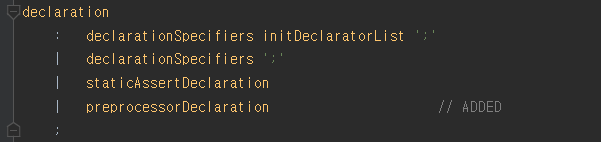 declaration
:   declarationSpecifiers initDeclaratorList ';'
|   declarationSpecifiers ';'
|   staticAssertDeclaration
|   preprocessorDeclaration                     // ADDED
;